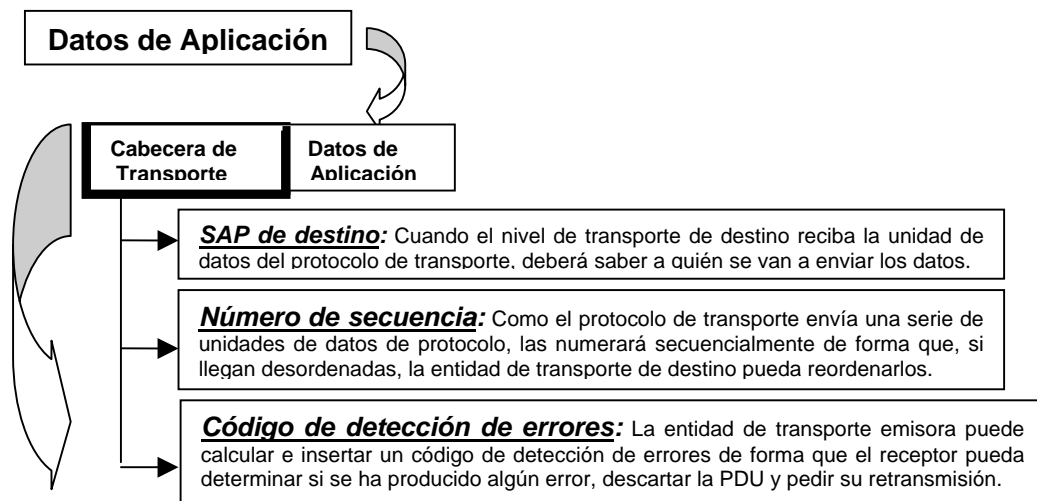 Datos de Aplicación
Cabecera de
Transporte
Datos de
Aplicación
SAP de destino: Cuando el nivel de transporte de destino reciba la unidad de
datos del protocolo de transporte, deberá saber a quién se van a enviar los datos.
Número de secuencia: Como el protocolo de transporte envía una serie de
unidades de datos de protocolo, las numerará secuencialmente de forma que, si
llegan desordenadas, la entidad de transporte de destino pueda reordenarlos.
Código de detección de errores: La entidad de transporte emisora puede
calcular e insertar un código de detección de errores de forma que el receptor pueda
determinar si se ha producido algún error, descartar la PDU y pedir su retransmisión.